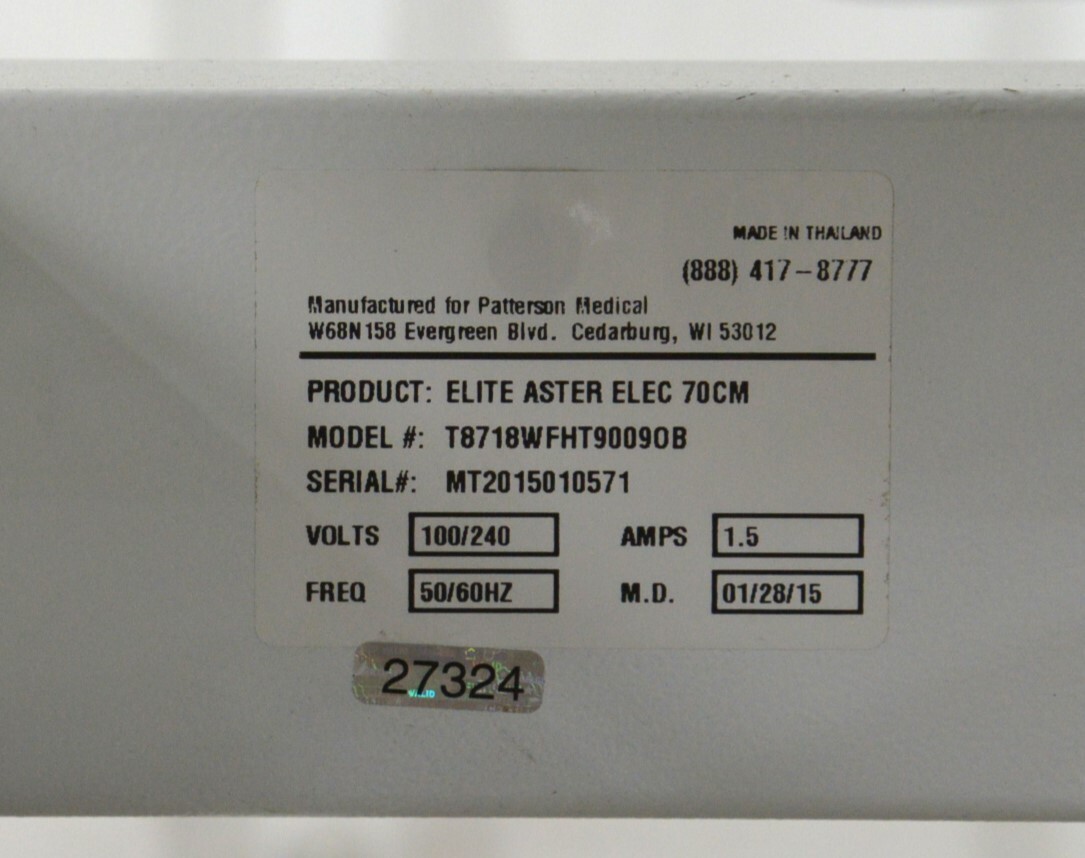 MADE IN THAILAND
(888) 417-8777
Manufactured for Patterson Medical
W68N158 Evergreen Blvd. Cedarburg, WI 53012
PRODUCT: ELITE ASTER ELEC 70CM
MODEL #: T8718WFHT90090B
SERIAL#: MT2015010571
VOLTS 100/240 AMPS 1.5
FREQ 50/60HZ M.D. 01/28/15
27324
VALID